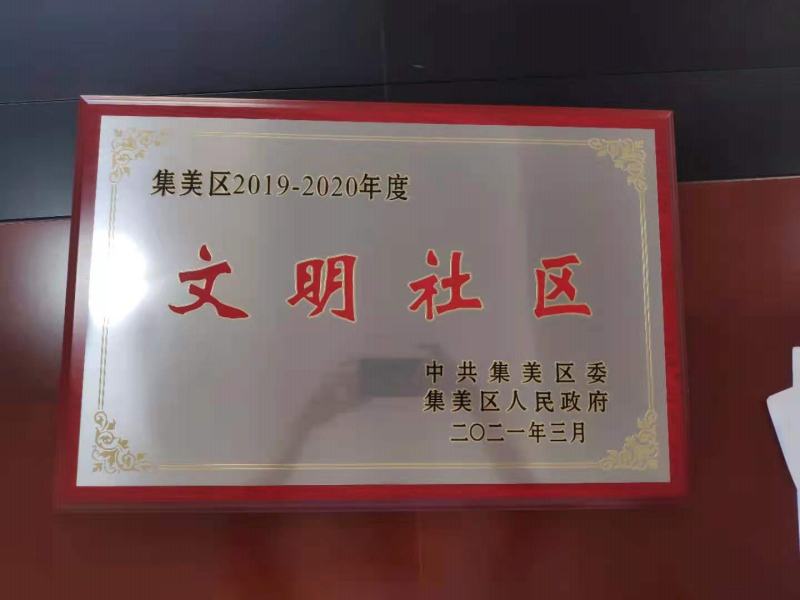 集美区2019-2020年度
文明社区
中共集美区委
集美区人民政府
二〇二一年三月